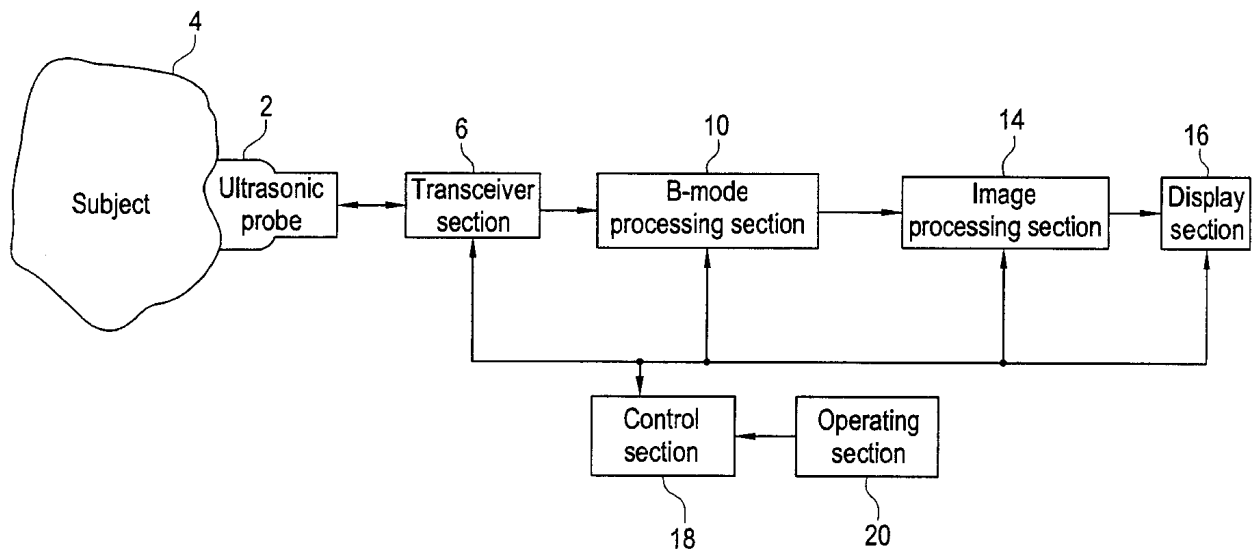 4
2
6
10
14
16
Subject
Ultrasonic
probe
Transceiver
section
B-mode
processing section
Image
processing section
Display
section
Control
section
Operating
section
18
20